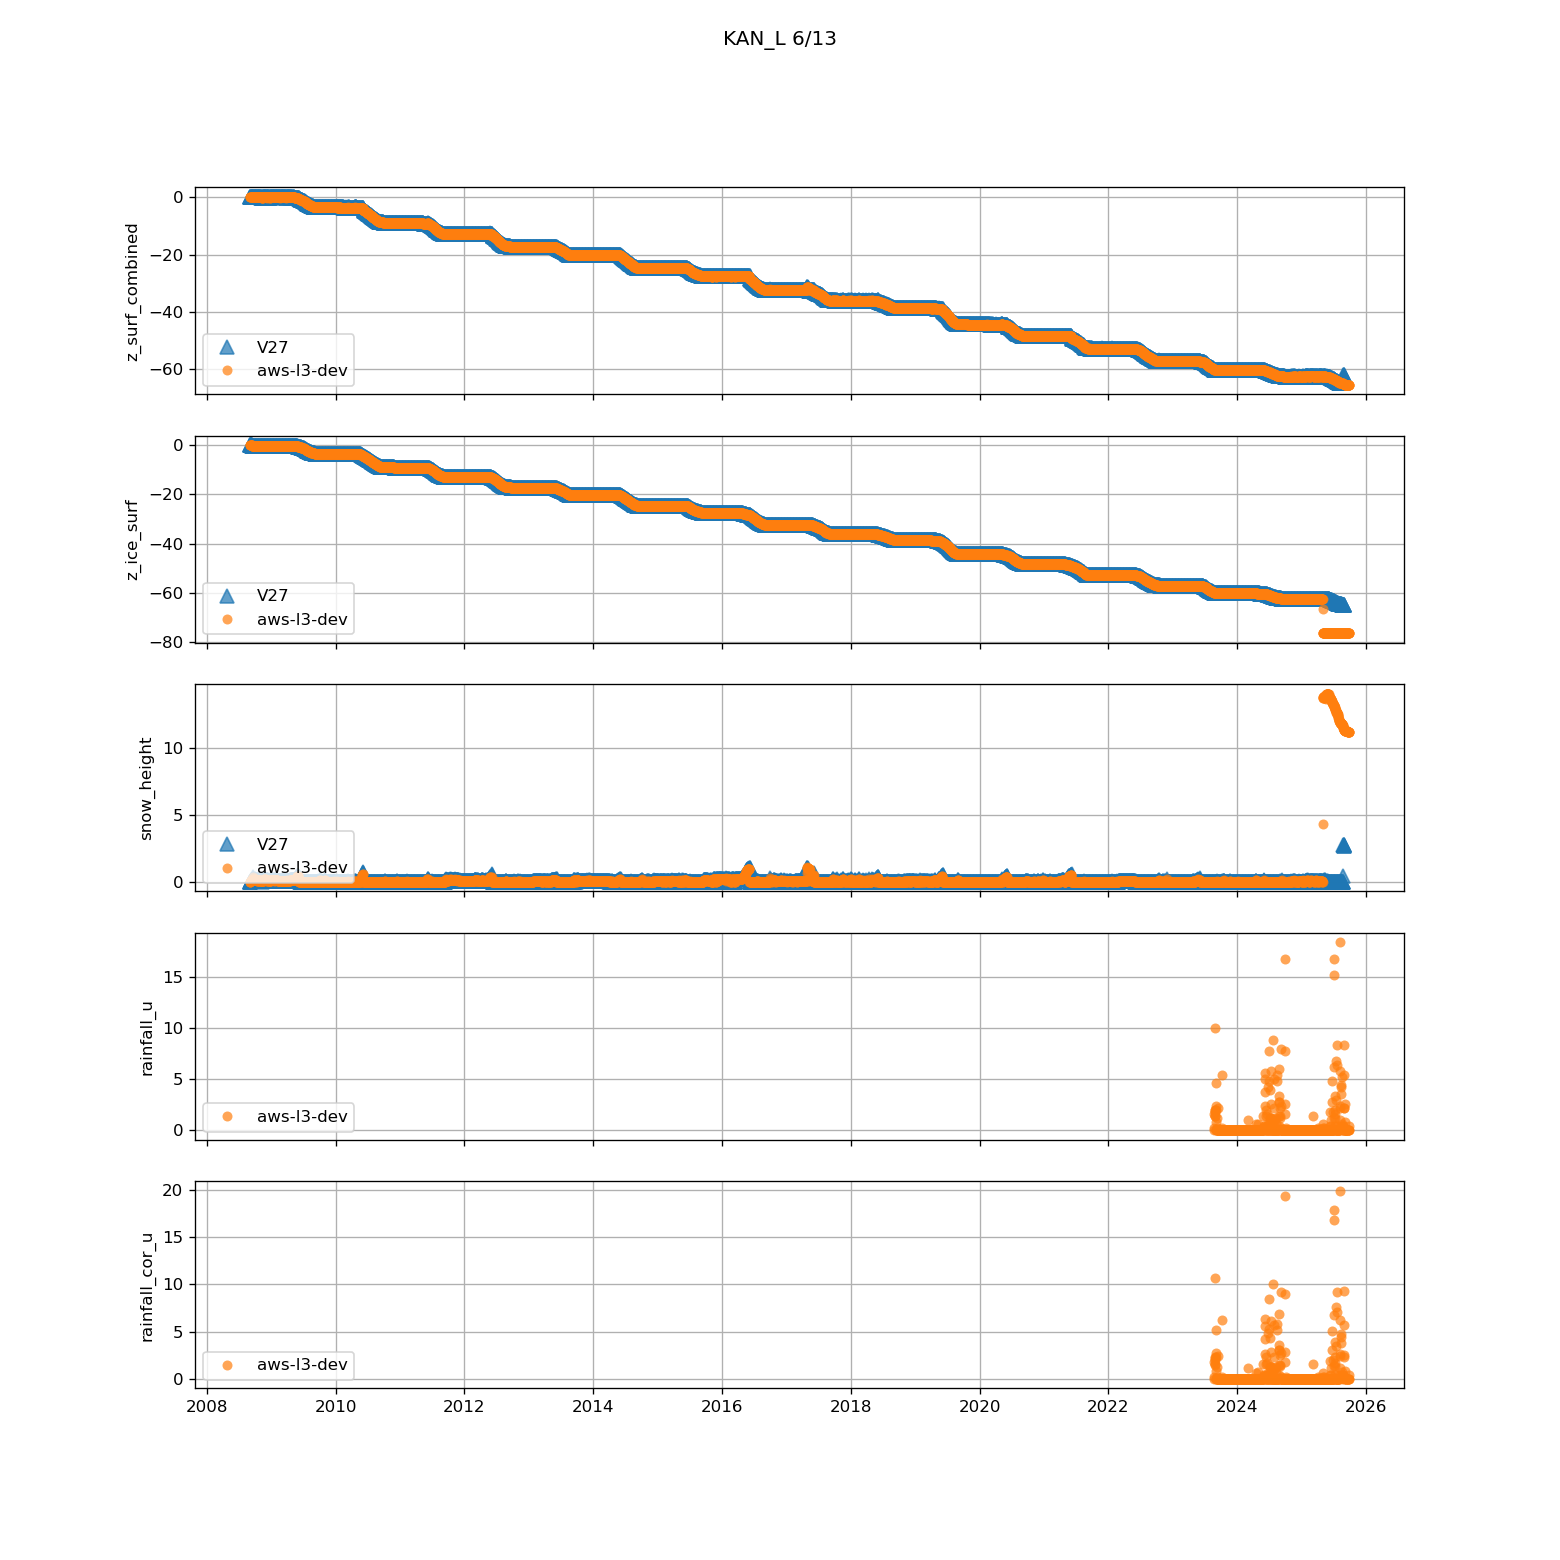 KAN_L 6/13
z_surf_combined
0
−20
−40
−60
V27
aws-l3-dev
z_ice_surf
0
−20
−40
−60
−80
V27
aws-l3-dev
snow_height
10
5
0
V27
aws-l3-dev
rainfall_u
15
10
5
0
aws-l3-dev
rainfall_cor_u
20
15
10
5
0
aws-l3-dev
2008 2010 2012 2014 2016 2018 2020 2022 2024 2026